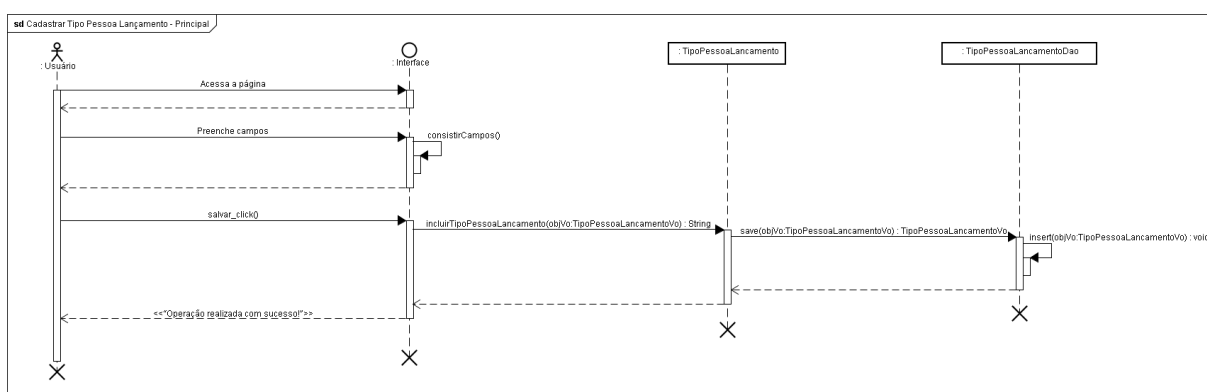 sd Cadastrar Tipo Pessoa Lançamento - Principal
: Usuário
: Interface
: TipoPessoaLancamento
: TipoPessoaLancamentoDao
Acessa a página
Preenche campos
consistirCampos()
salvar_click()
incluirTipoPessoaLancamento(objVo:TipoPessoaLancamentoVo) : String
save(objVo:TipoPessoaLancamentoVo) : TipoPessoaLancamentoVo
insert(objVo:TipoPessoaLancamentoVo) : void
<<"Operação realizada com sucesso!">>